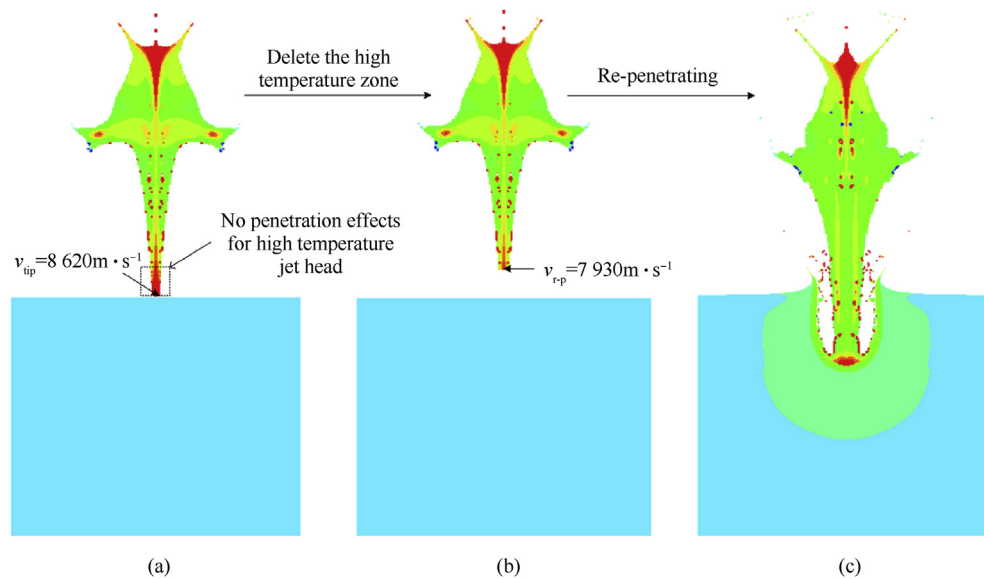 Delete the high
temperature zone
Re-penetrating
No penetration effects
for high temperature
jet head
v_tip=8 620m·s⁻¹
v_r-p=7 930m·s⁻¹
(a)
(b)
(c)